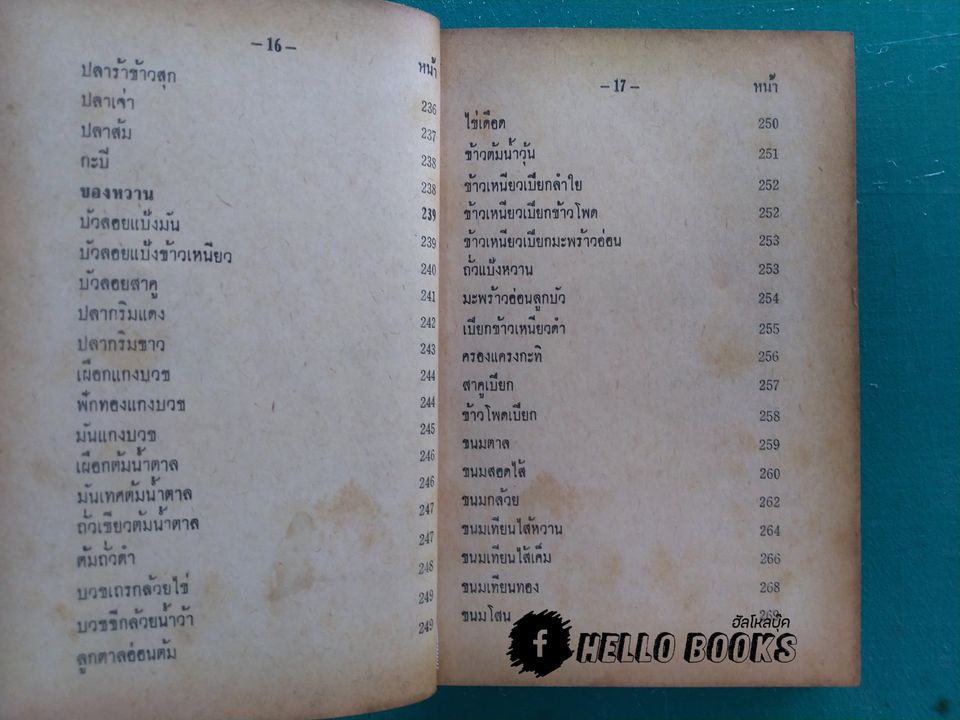 – 16 –
หน้า
ปลาร้าข้าวสุก 236
ปลาเจ่า 237
ปลาส้ม 238
กะบี 238
ของหวาน 239
บัวลอยแป้งมัน 239
บัวลอยแป้งข้าวเหนียว 240
บัวลอยสาคู 241
ปลากริมแดง 242
ปลากริมขาว 243
เผือกแกงบวช 244
ฟักทองแกงบวช 244
มันแกงบวช 245
เผือกต้มน้ำตาล 246
มันเทศต้มน้ำตาล 246
ถั่วเขียวต้มน้ำตาล 247
ต้มถั่วดำ 247
บวชเถรกล้วยไข่ 248
บวชชีกล้วยน้ำว้า 249
ลูกตาลอ่อนต้ม 249
– 17 –
หน้า
ไข่เดือด 250
ข้าวต้มน้ำวุ้น 251
ข้าวเหนียวเปียกลำใย 252
ข้าวเหนียวเปียกข้าวโพด 252
ข้าวเหนียวเปียกมะพร้าวอ่อน 253
ถั่วแป้งหวาน 253
มะพร้าวอ่อนลูกบัว 254
เปียกข้าวเหนียวดำ 255
ครองแครงกะทิ 256
สาคูเปียก 257
ข้าวโพดเปียก 258
ขนมตาล 259
ขนมสอดไส้ 260
ขนมกล้วย 262
ขนมเทียนไส้หวาน 264
ขนมเทียนไส้เค็ม 266
ขนมเทียนทอง 268
ขนมโสน 269
ฮัลโหลบุ๊ค
f HELLO BOOKS